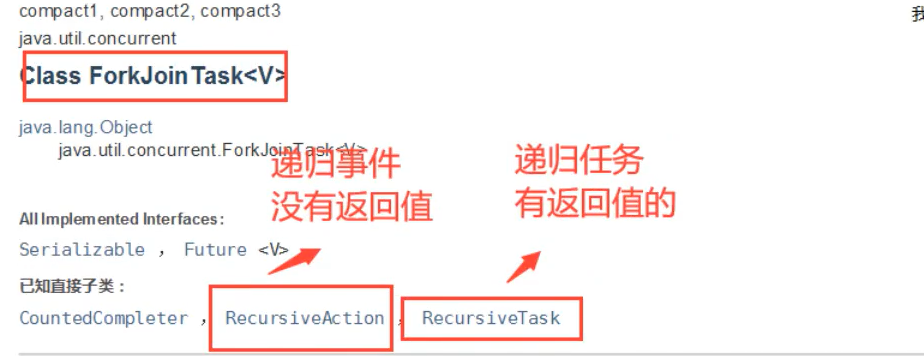 compact1, compact2, compact3
我
java.util.concurrent
Class ForkJoinTask<V>
java.lang.Object
java.util.concurrent.ForkJoinTask<V>
递归事件
没有返回值
递归任务
有返回值的
All Implemented Interfaces:
Serializable , Future <V>
已知直接子类：
CountedCompleter , RecursiveAction , RecursiveTask